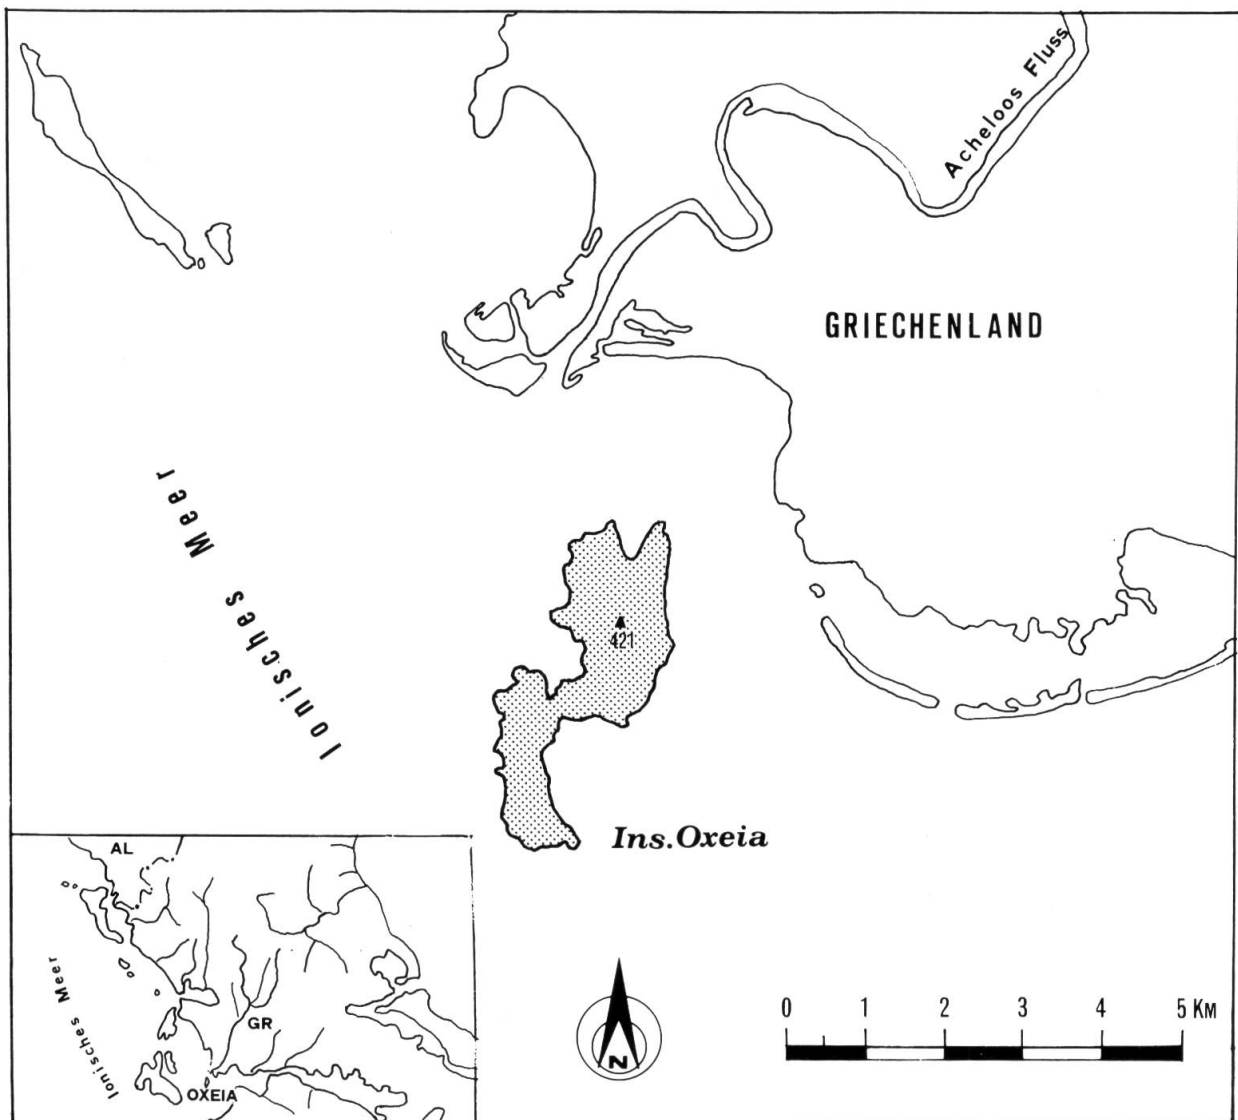 Acheloos Fluss
GRIECHENLAND
Ionisches Meer
421
Ins.Oxeia
AL
Ionisches Meer
GR
OXEIA
N
0 1 2 3 4 5 KM